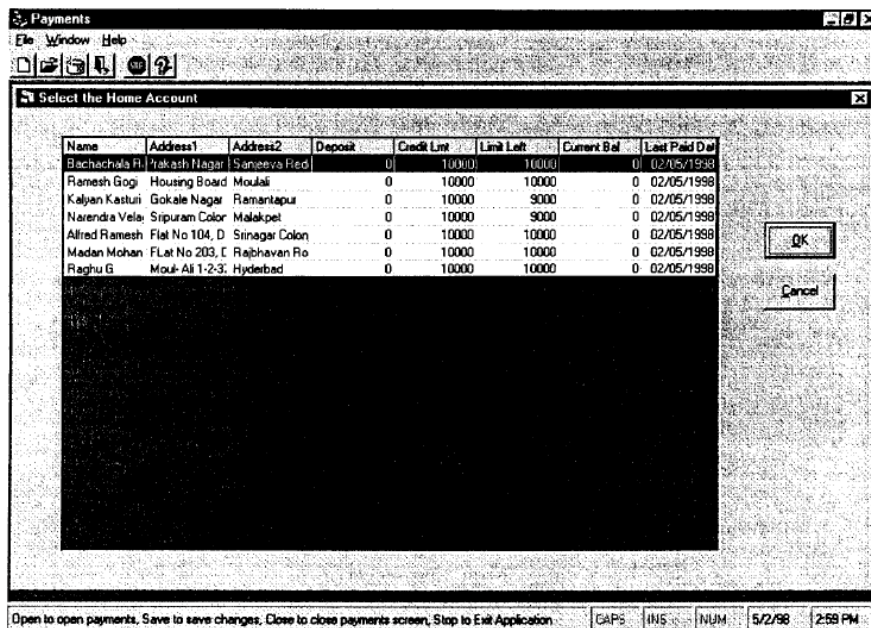 Payments
File Window Help
Select the Home Account
Name Address1 Address2 Deposit Credit Lmt Limit Left Current Bal Last Paid Dat
Bachachala R. Prakash Nagar Sanjeeva Red 0 10000 10000 0 02/05/1998
Ramesh Gogi Housing Board Moulali 0 10000 10000 0 02/05/1998
Kalyan Kasturi Gokale Nagar Ramantapur 0 10000 9000 0 02/05/1998
Narendra Vela Sripuram Color Malakpet 0 10000 9000 0 02/05/1998
Alfred Ramesh Flat No 104, D Srinagar Colon 0 10000 10000 0 02/05/1998
Madan Mohan FLat No 203, D Rajbhavan Ro 0 10000 10000 0 02/05/1998
Raghu G Moul- Ali 1-2-3 Hyderbad 0 10000 10000 0 02/05/1998
OK
Cancel
Open to open payments, Save to save changes, Close to close payments screen, Stop to Exit Application CAPS INS NUM 5/2/98 2:59 PM